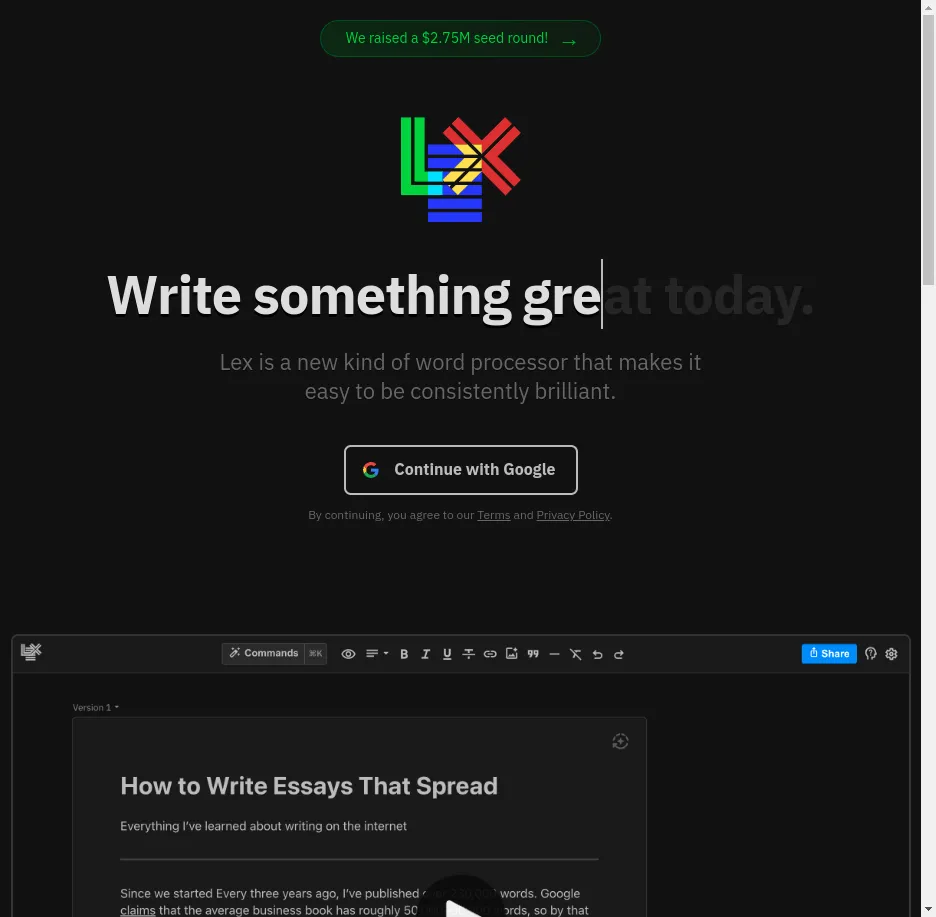 We raised a $2.75M seed round! →
LEX
Write something great today.
Lex is a new kind of word processor that makes it
easy to be consistently brilliant.
Continue with Google
By continuing, you agree to our Terms and Privacy Policy.
Commands ⌘K B I U Share
Version 1
How to Write Essays That Spread
Everything I've learned about writing on the internet
Since we started Every three years ago, I've published over 250,000 words. Google
claims that the average business book has roughly 50 words, so by that